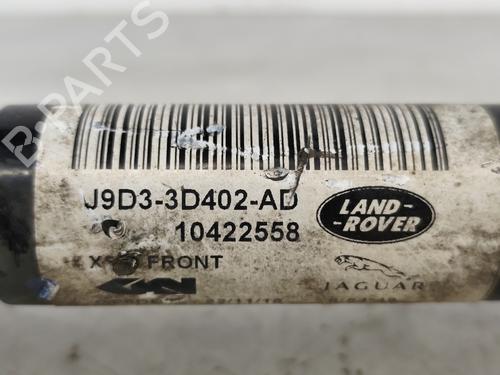 B-PARTS
J9D3-3D402-AD
10422558
LAND-
-ROVER
FRONT
JAGUAR